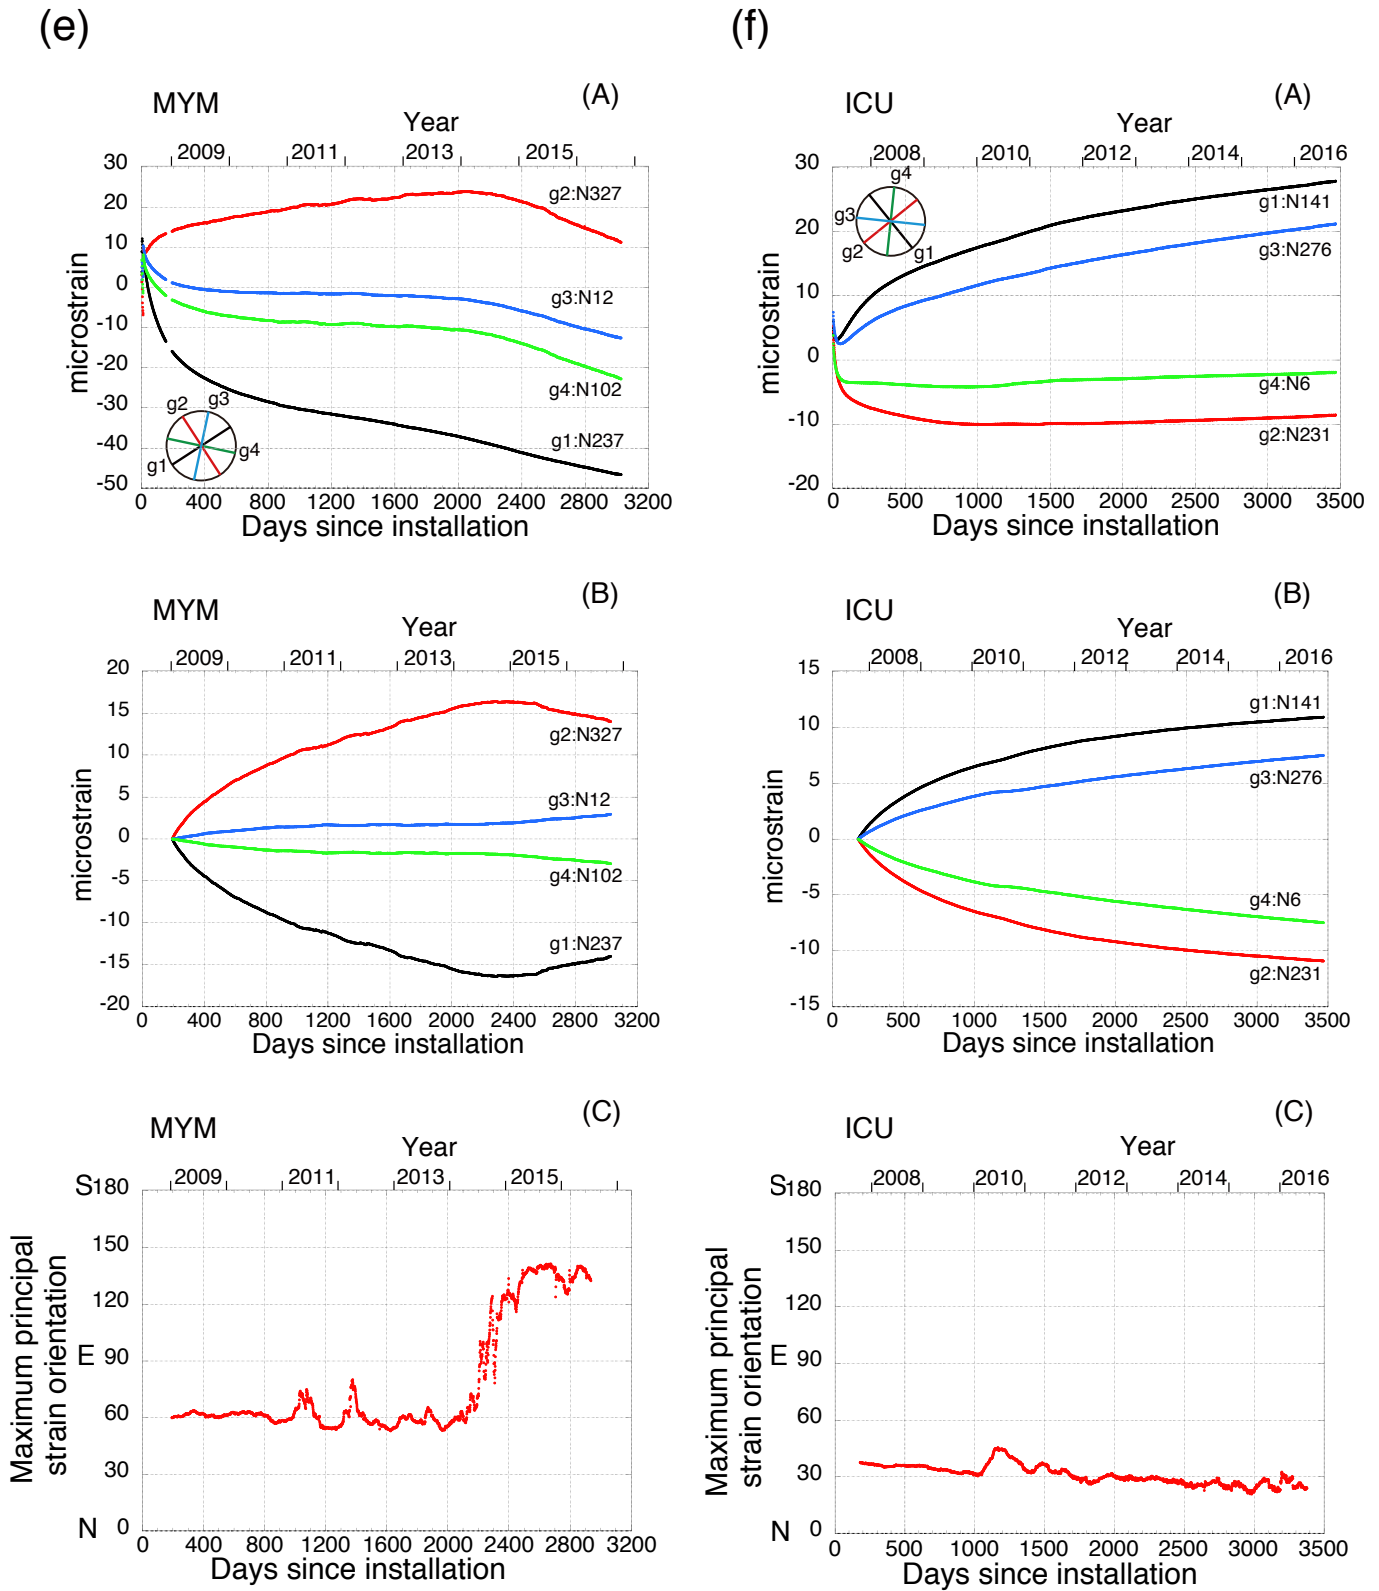 (e)
MYM
(A)
Year
2009 2011 2013 2015
30
20
10
0
-10
-20
-30
-40
-50
microstrain
g2:N327
g3:N12
g4:N102
g1:N237
g2
g3
g4
g1
0 400 800 1200 1600 2000 2400 2800 3200
Days since installation
MYM
(B)
Year
2009 2011 2013 2015
20
15
10
5
0
-5
-10
-15
-20
microstrain
g2:N327
g3:N12
g4:N102
g1:N237
0 400 800 1200 1600 2000 2400 2800 3200
Days since installation
MYM
(C)
Year
2009 2011 2013 2015
S180
150
120
E 90
60
30
N 0
Maximum principal
strain orientation
0 400 800 1200 1600 2000 2400 2800 3200
Days since installation
(f)
ICU
(A)
Year
2008 2010 2012 2014 2016
30
20
10
0
-10
-20
microstrain
g4
g3
g2
g1
g1:N141
g3:N276
g4:N6
g2:N231
0 500 1000 1500 2000 2500 3000 3500
Days since installation
ICU
(B)
Year
2008 2010 2012 2014 2016
15
10
5
0
-5
-10
-15
microstrain
g1:N141
g3:N276
g4:N6
g2:N231
0 500 1000 1500 2000 2500 3000 3500
Days since installation
ICU
(C)
Year
2008 2010 2012 2014 2016
S180
150
120
E 90
60
30
N 0
Maximum principal
strain orientation
0 500 1000 1500 2000 2500 3000 3500
Days since installation